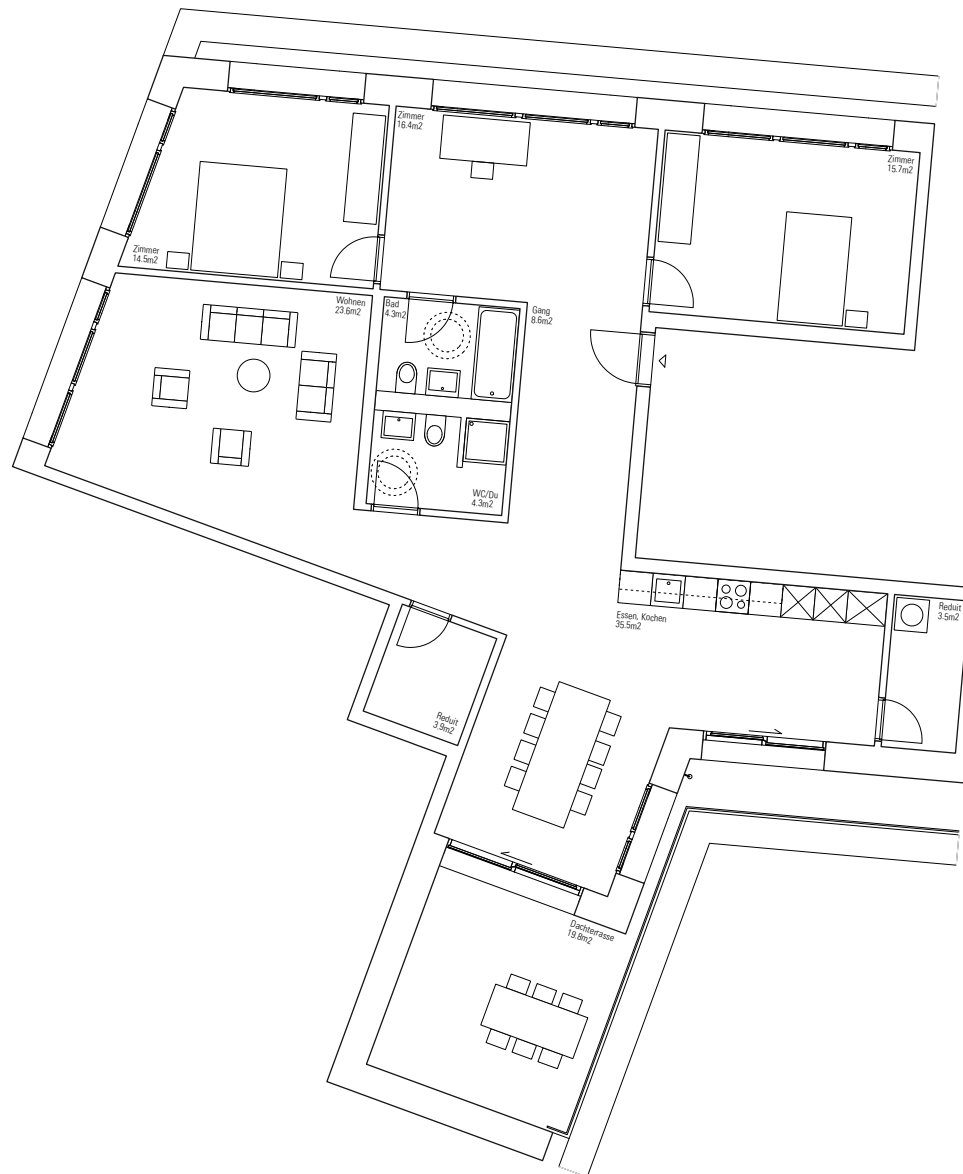 Zimmer
16.4m2
Zimmer
15.7m2
Zimmer
14.5m2
Wohnen
23.6m2
Bad
4.3m2
Gang
8.6m2
WC/Du
4.3m2
Essen, Kochen
35.5m2
Reduit
3.5m2
Reduit
3.9m2
Dachterrasse
19.8m2